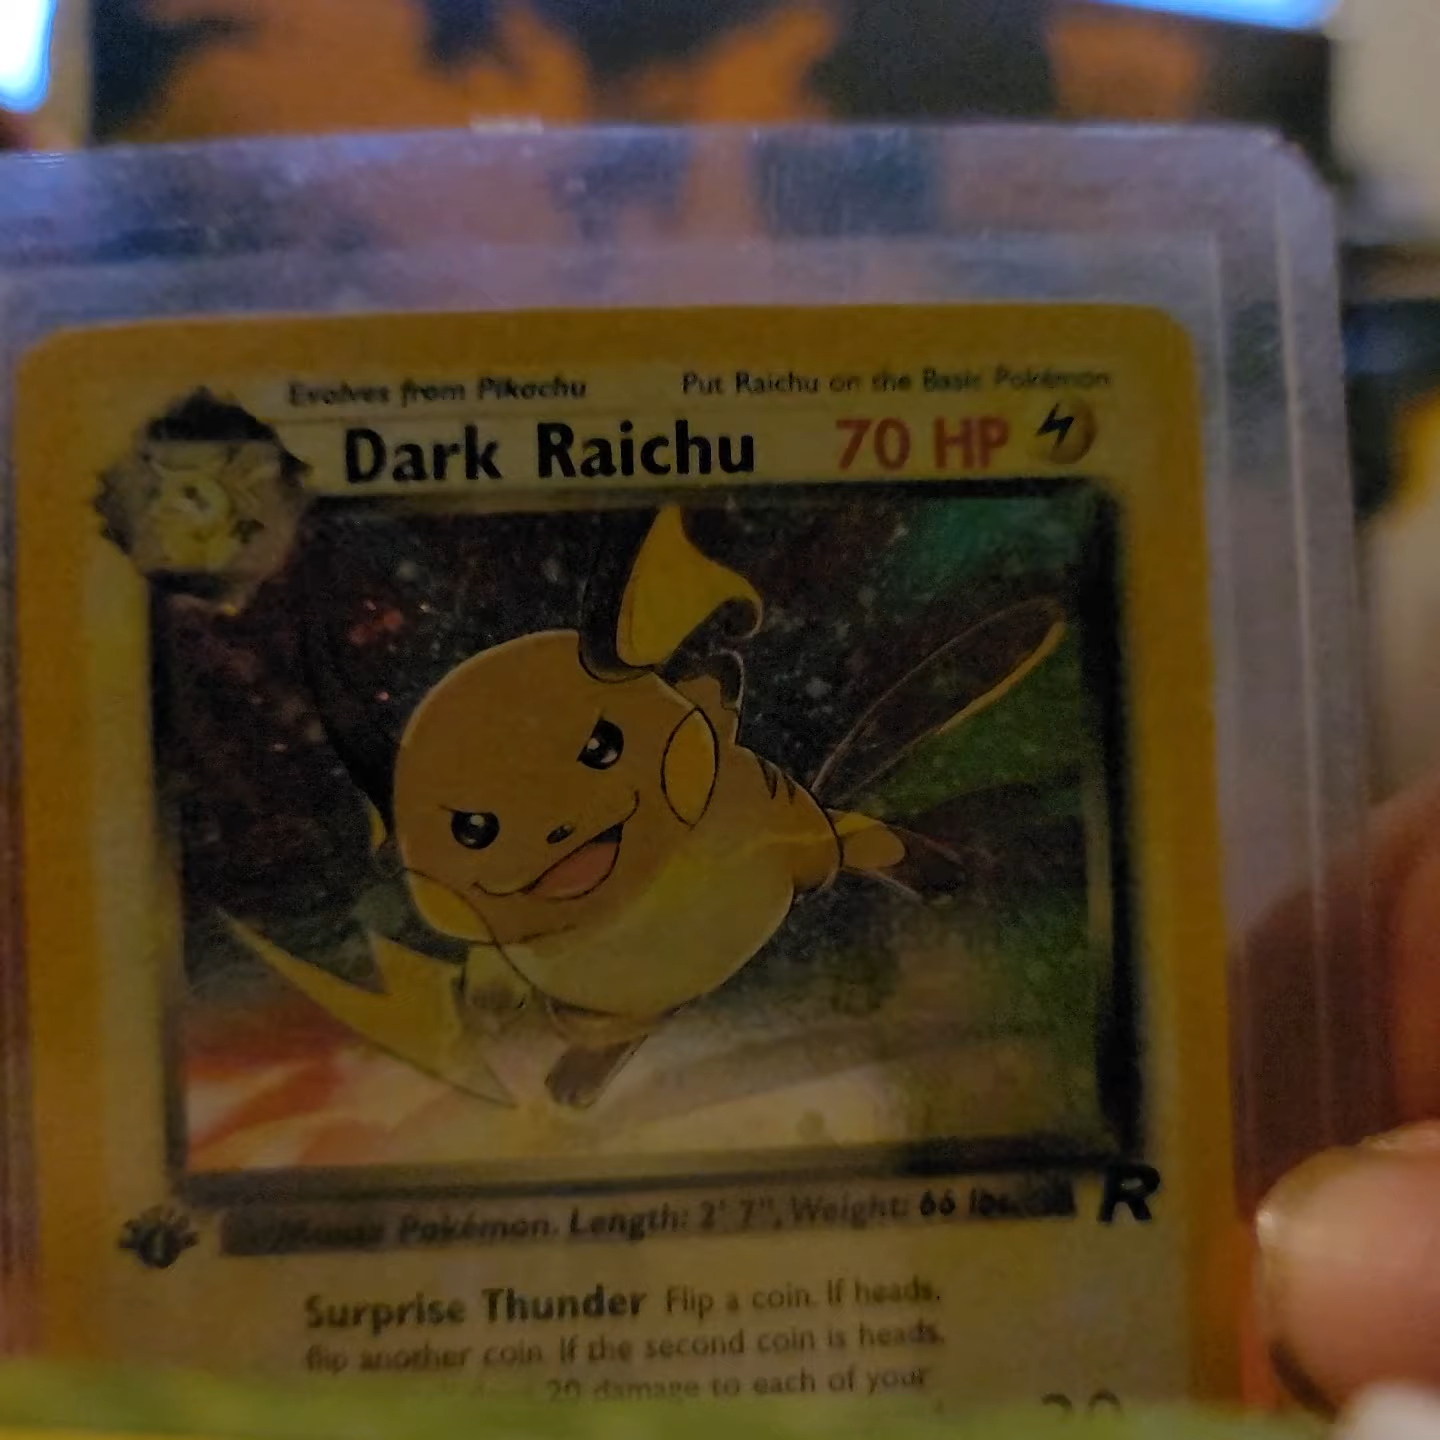 Evolves from Pikachu
Put Raichu on the Basic Pokémon
Dark Raichu 70 HP
1
Pokémon. Length: 2' 7", Weight: 66 lbs.
R
Surprise Thunder Flip a coin. If heads,
flip another coin. If the second coin is heads,
20 damage to each of your